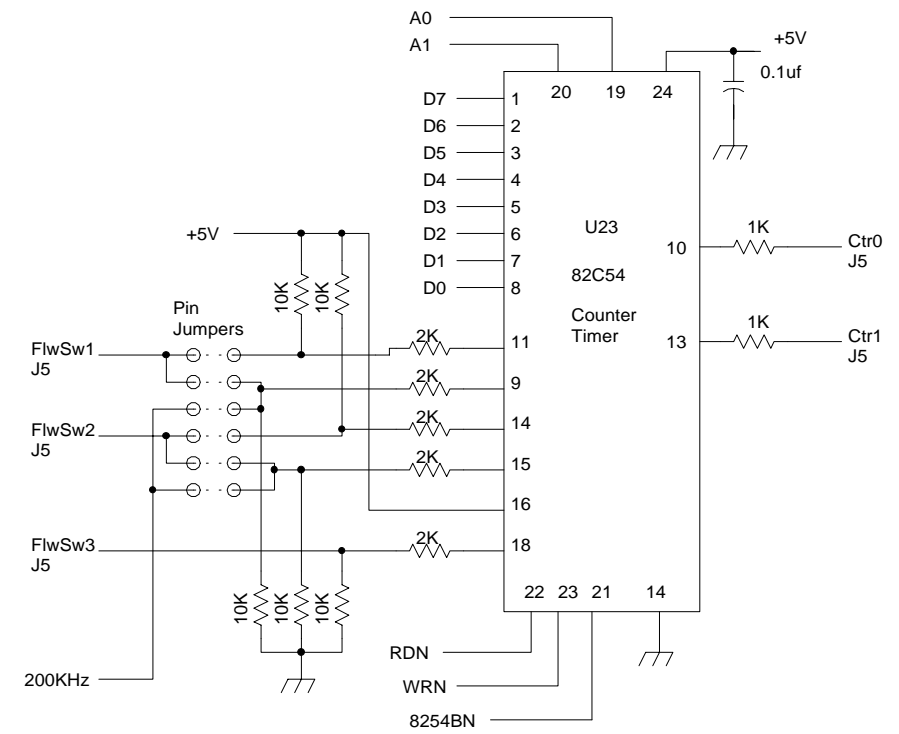 A0
A1
+5V
0.1uf
20 19 24
D7 1
D6 2
D5 3
D4 4
D3 5
D2 6
D1 7
D0 8
U23
82C54
Counter
Timer
+5V
10K 10K
10 1K Ctr0
J5
13 1K Ctr1
J5
Pin
Jumpers
FlwSw1
J5
2K 11
2K 9
FlwSw2
J5
2K 14
2K 15
16
FlwSw3
J5
2K 18
10K 10K 10K
22 23 21 14
RDN
200KHz
WRN
8254BN